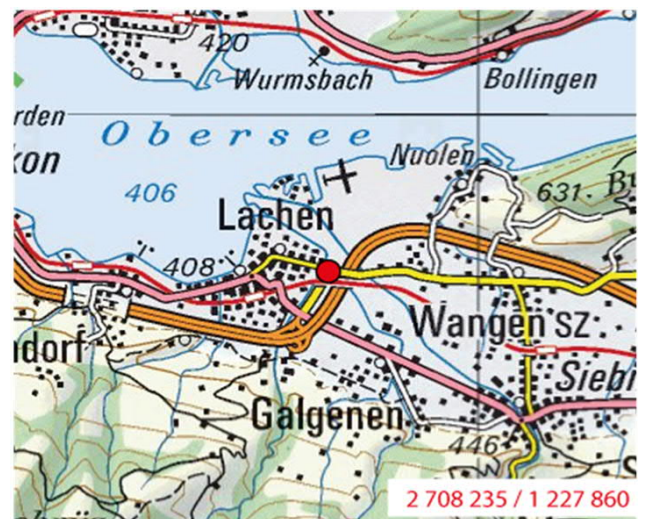 420
Wurmsbach
Bollingen
rden
Obersee
kon
Nuolen
406
631
Bu
Lachen
408
Wangen SZ
ndorf
Siebn
Galgenen
446
S
2 708 235 / 1 227 860